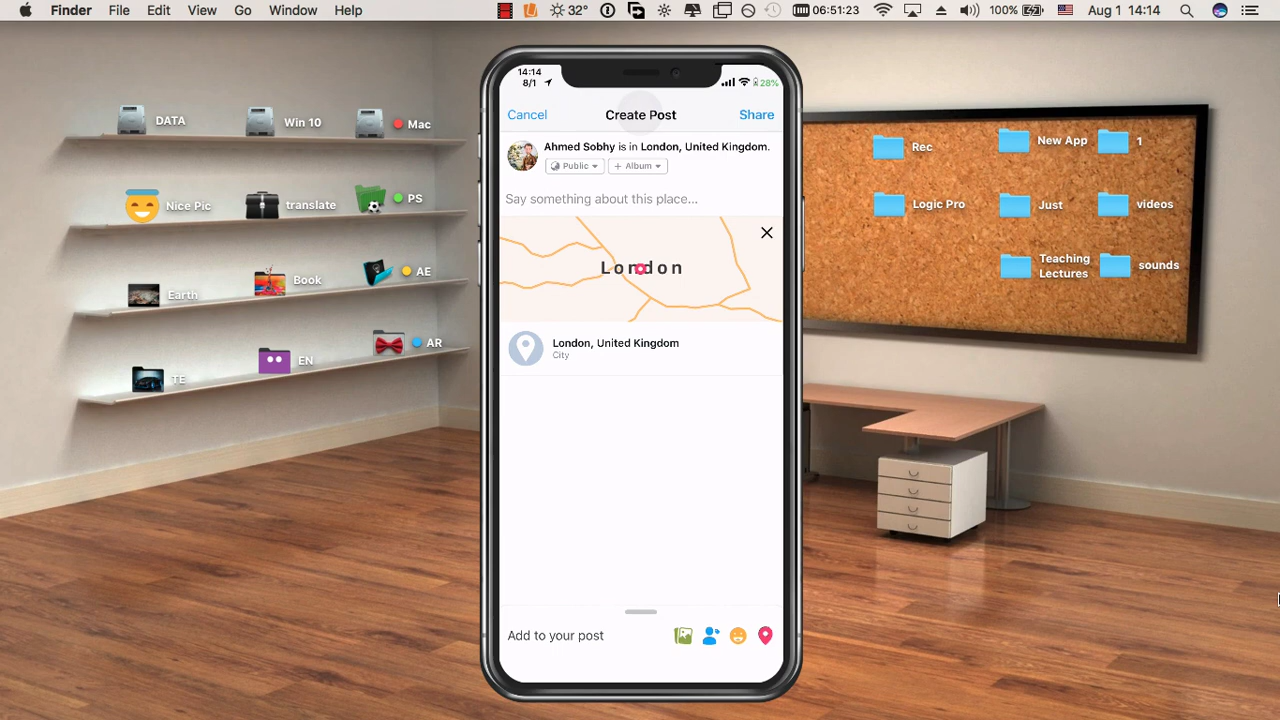 Finder File Edit View Go Window Help 32° 06:51:23 100% Aug 1 14:14
DATA
Win 10
Mac
Nice Pic
translate
PS
Earth
Book
AE
TE
EN
AR
14:14
8/1
28%
Cancel Create Post Share
Ahmed Sobhy is in London, United Kingdom.
Public + Album
Say something about this place...
London
London, United Kingdom
City
Add to your post
Rec
New App
1
Logic Pro
Just
videos
Teaching
Lectures
sounds